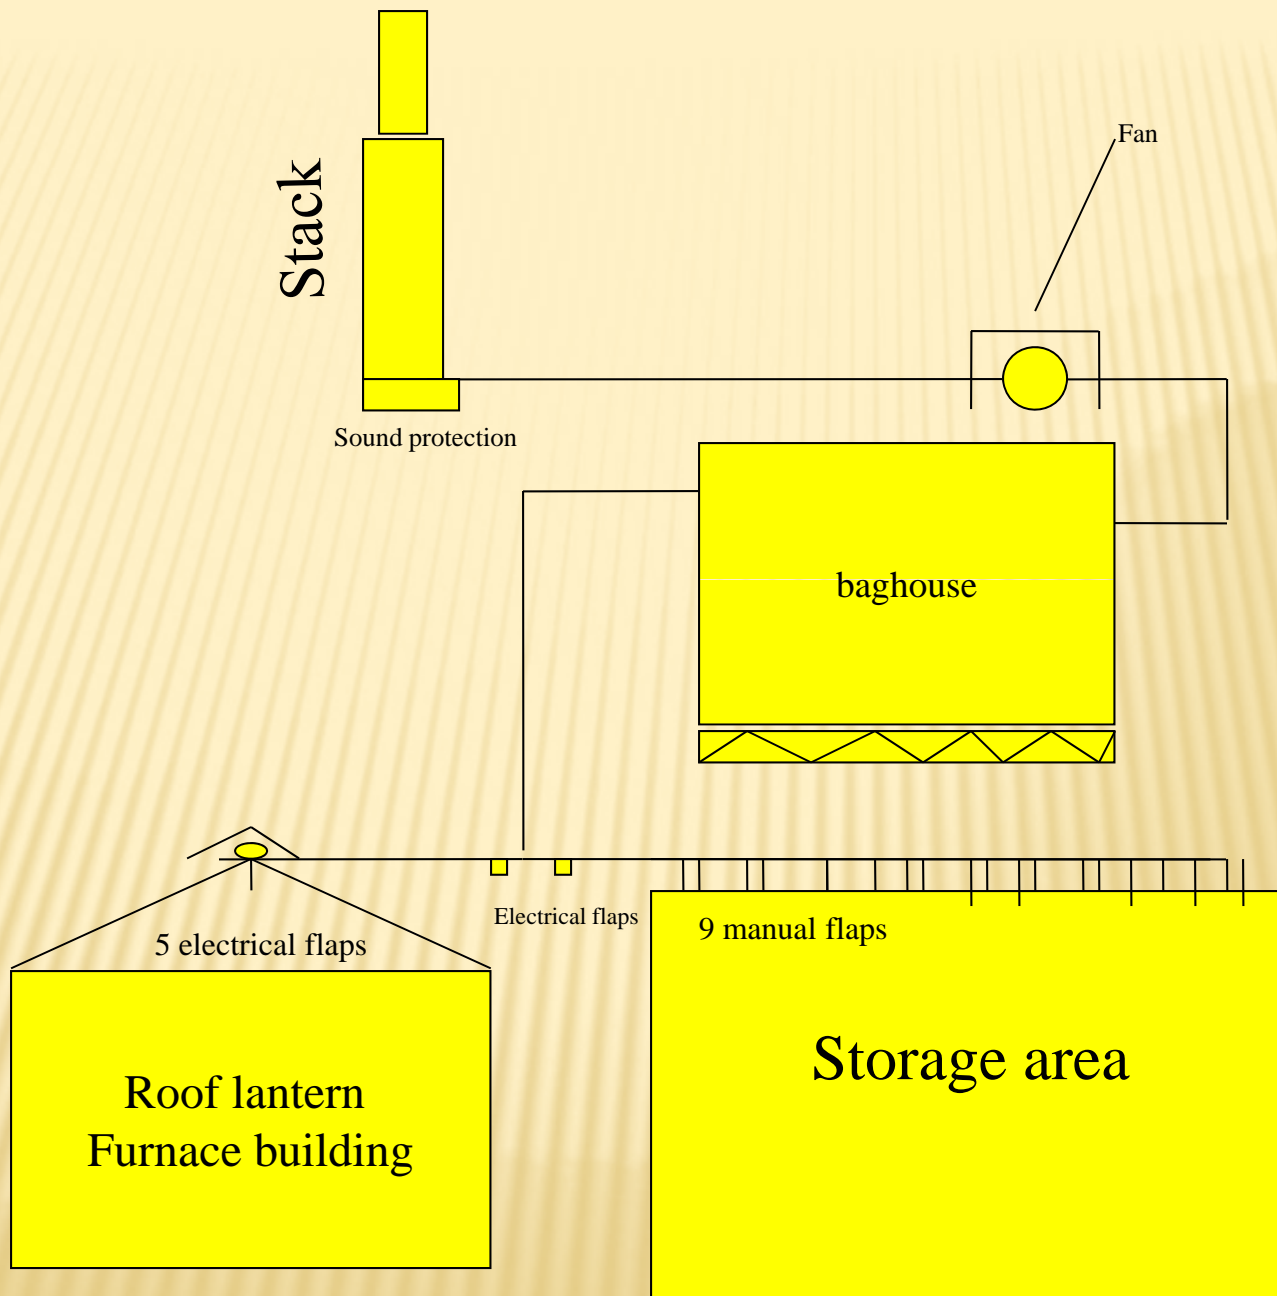 Fan
Stack
Sound protection
baghouse
Electrical flaps
9 manual flaps
5 electrical flaps
Storage area
Roof lantern
Furnace building